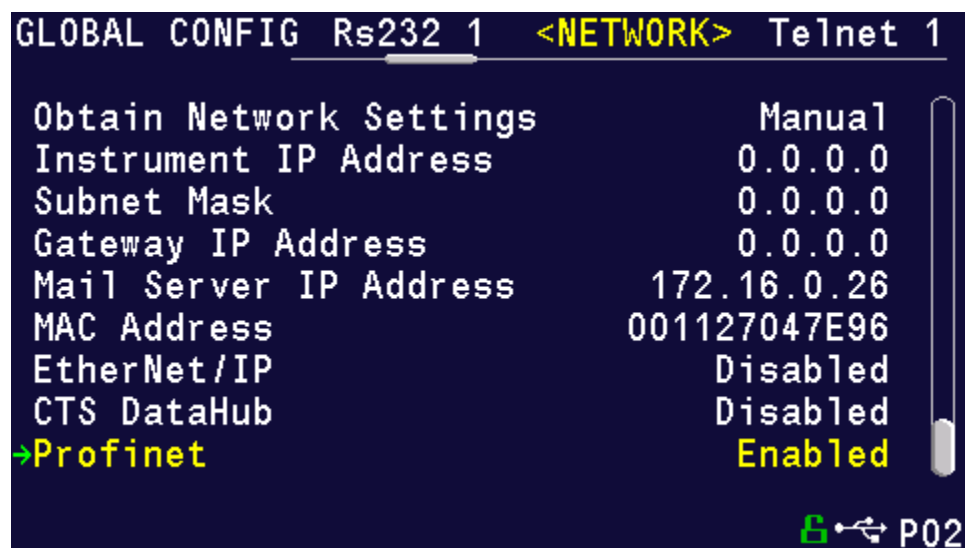 GLOBAL CONFIG Rs232 1 <NETWORK> Telnet 1
Obtain Network Settings Manual
Instrument IP Address 0.0.0.0
Subnet Mask 0.0.0.0
Gateway IP Address 0.0.0.0
Mail Server IP Address 172.16.0.26
MAC Address 001127047E96
EtherNet/IP Disabled
CTS DataHub Disabled
→Profinet Enabled
P02